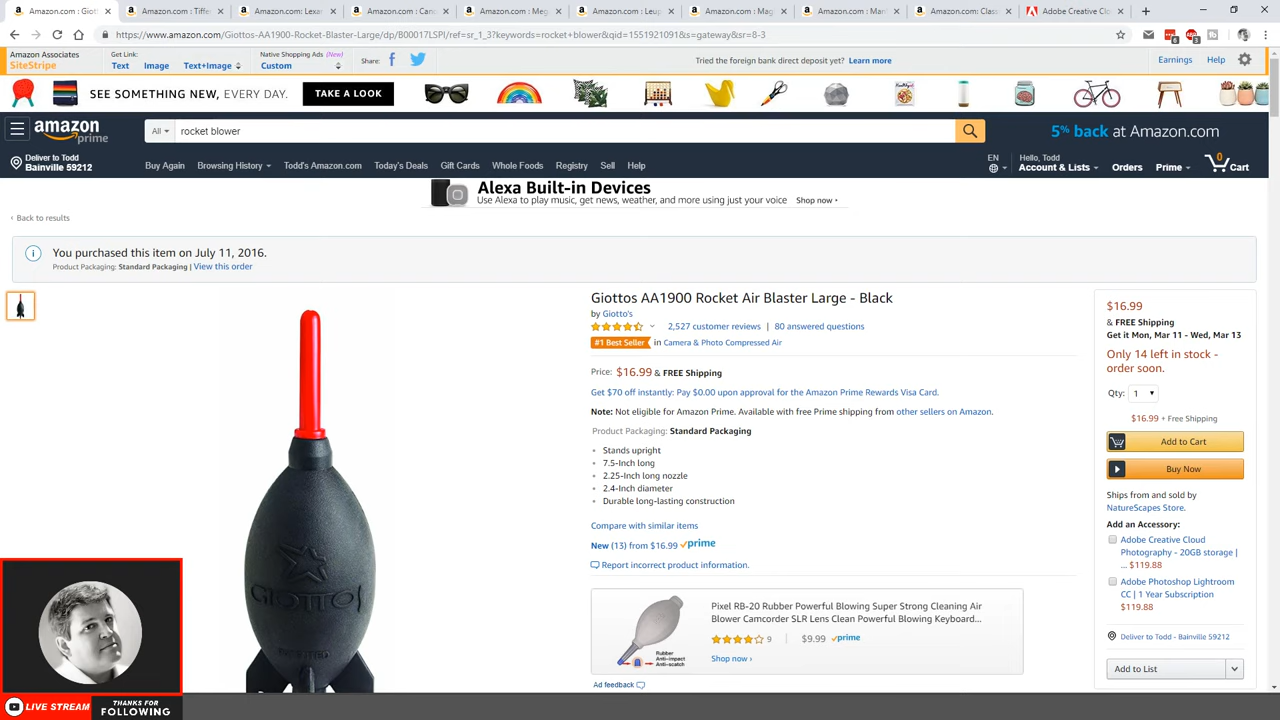 a Amazon.com: Giott
a Amazon.com: Tiffe
a Amazon.com: Lexa
a Amazon.com: Can
a Amazon.com: Meg
a Amazon.com: Leup
a Amazon.com: Mag
a Amazon.com: Man
a Amazon.com: Class
Adobe Creative Clo
https://www.amazon.com/Giottos-AA1900-Rocket-Blaster-Large/dp/B00017LSPI/ref=sr_1_3?keywords=rocket+blower&qid=1551921091&s=gateway&sr=8-3
Amazon Associates
SiteStripe
Get Link:
Text Image Text+Image
Native Shopping Ads (New)
Custom
Share:
Tried the foreign bank direct deposit yet? Learn more
Earnings Help
SEE SOMETHING NEW, EVERY DAY. TAKE A LOOK
amazon
prime
All rocket blower
5% back at Amazon.com
Deliver to Todd
Bainville 59212
Buy Again Browsing History Todd's Amazon.com Today's Deals Gift Cards Whole Foods Registry Sell Help
EN
Hello, Todd
Account & Lists Orders Prime 0 Cart
Alexa Built-in Devices
Use Alexa to play music, get news, weather, and more using just your voice Shop now ›
‹ Back to results
You purchased this item on July 11, 2016.
Product Packaging: Standard Packaging | View this order
GIOTTOS
Giottos AA1900 Rocket Air Blaster Large - Black
by Giotto's
2,527 customer reviews | 80 answered questions
#1 Best Seller in Camera & Photo Compressed Air
Price: $16.99 & FREE Shipping
Get $70 off instantly: Pay $0.00 upon approval for the Amazon Prime Rewards Visa Card.
Note: Not eligible for Amazon Prime. Available with free Prime shipping from other sellers on Amazon.
Product Packaging: Standard Packaging
• Stands upright
• 7.5-Inch long
• 2.25-Inch long nozzle
• 2.4-Inch diameter
• Durable long-lasting construction
Compare with similar items
New (13) from $16.99 prime
Report incorrect product information.
Pixel RB-20 Rubber Powerful Blowing Super Strong Cleaning Air
Blower Camcorder SLR Lens Clean Powerful Blowing Keyboard...
9 | $9.99 prime
Shop now ›
Rubber
Anti-impact
Anti-scatch
Ad feedback
$16.99
& FREE Shipping
Get it Mon, Mar 11 - Wed, Mar 13
Only 14 left in stock -
order soon.
Qty: 1
$16.99 + Free Shipping
Add to Cart
Buy Now
Ships from and sold by
NatureScapes Store.
Add an Accessory:
Adobe Creative Cloud
Photography - 20GB storage |
... $119.88
Adobe Photoshop Lightroom
CC | 1 Year Subscription
$119.88
Deliver to Todd - Bainville 59212
Add to List
LIVE STREAM
THANKS FOR
FOLLOWING